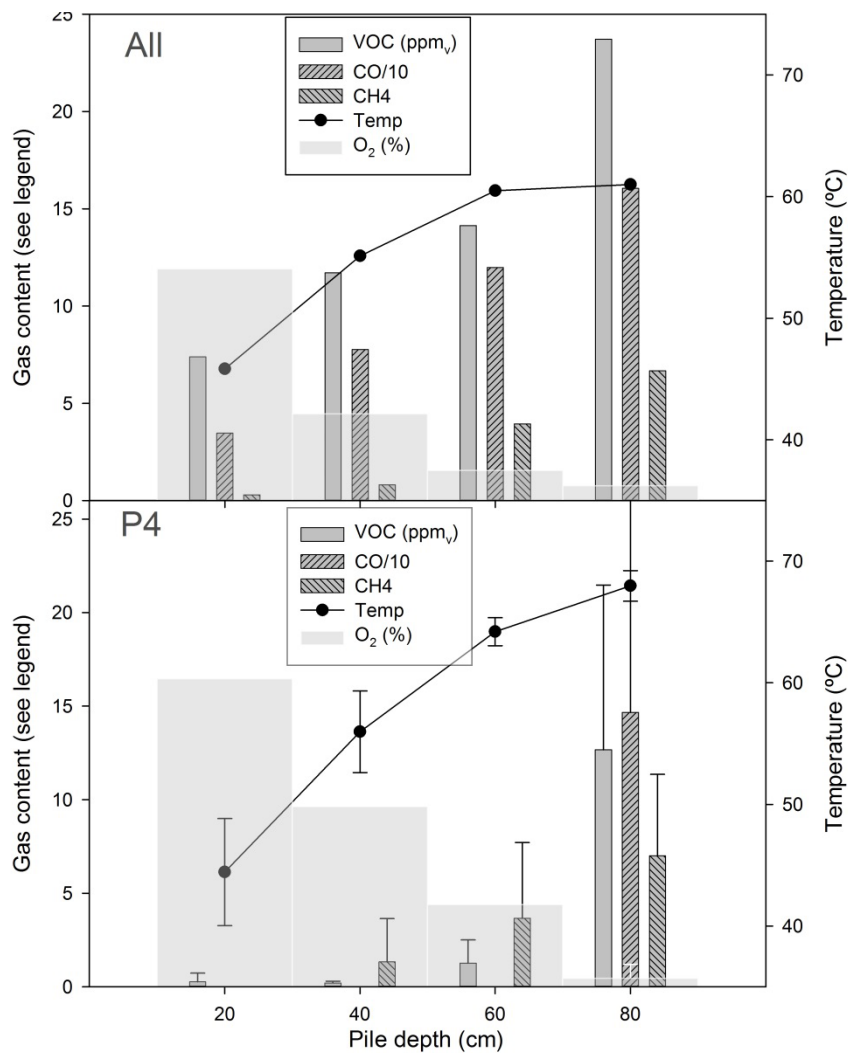 All
VOC (ppmv)
CO/10
CH4
Temp
O2 (%)
Gas content (see legend)
25
20
15
10
5
0
70
60
50
40
Temperature (ºC)
P4
VOC (ppmv)
CO/10
CH4
Temp
O2 (%)
Gas content (see legend)
25
20
15
10
5
0
70
60
50
40
Temperature (ºC)
20 40 60 80
Pile depth (cm)